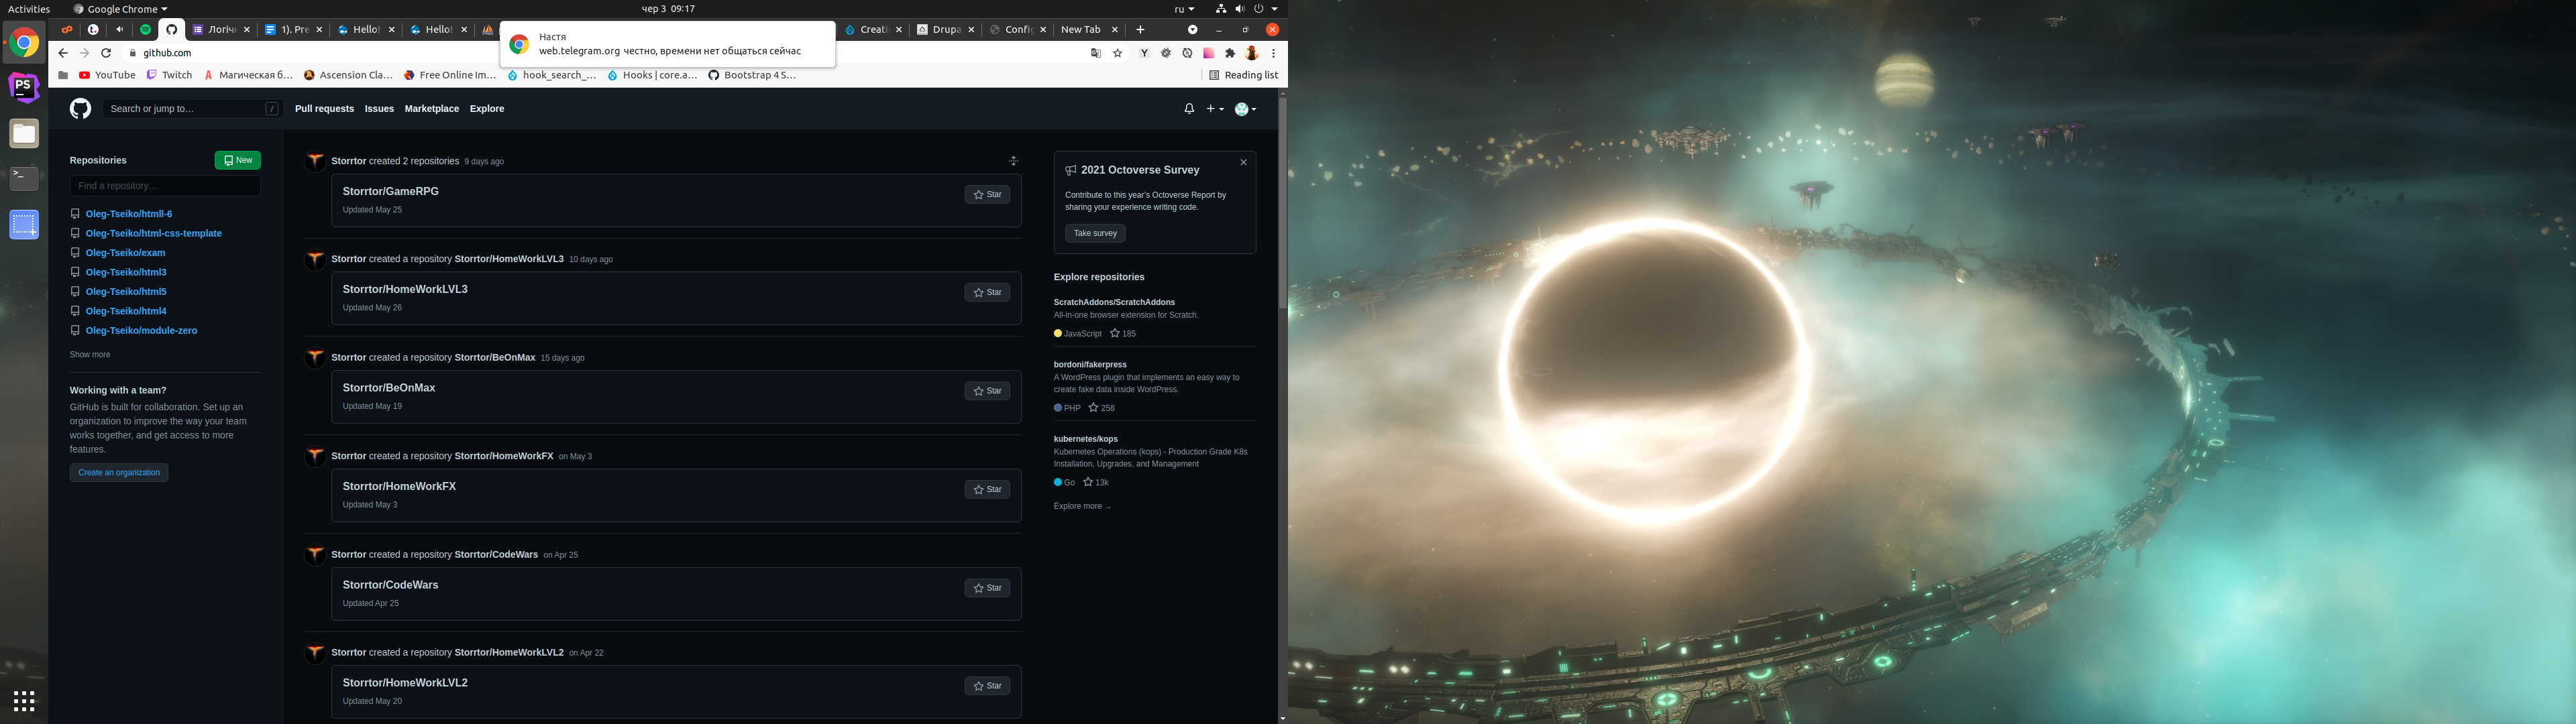 Activities
Google Chrome
чер 3 09:17
ru
Логіч
1). Pre
Hello!
Hello!
Creati
Drupa
Config
New Tab
Настя
web.telegram.org честно, времени нет общаться сейчас
github.com
YouTube
Twitch
Магическая б…
Ascension Cla…
Free Online Im…
hook_search_…
Hooks | core.a…
Bootstrap 4 S…
Reading list
Search or jump to…
/
Pull requests
Issues
Marketplace
Explore
Repositories
New
Find a repository…
Oleg-Tseiko/htmll-6
Oleg-Tseiko/html-css-template
Oleg-Tseiko/exam
Oleg-Tseiko/html3
Oleg-Tseiko/html5
Oleg-Tseiko/html4
Oleg-Tseiko/module-zero
Show more
Working with a team?
GitHub is built for collaboration. Set up an
organization to improve the way your team
works together, and get access to more
features.
Create an organization
Storrtor created 2 repositories 9 days ago
Storrtor/GameRPG
Star
Updated May 25
Storrtor created a repository Storrtor/HomeWorkLVL3 10 days ago
Storrtor/HomeWorkLVL3
Star
Updated May 26
Storrtor created a repository Storrtor/BeOnMax 15 days ago
Storrtor/BeOnMax
Star
Updated May 19
Storrtor created a repository Storrtor/HomeWorkFX on May 3
Storrtor/HomeWorkFX
Star
Updated May 3
Storrtor created a repository Storrtor/CodeWars on Apr 25
Storrtor/CodeWars
Star
Updated Apr 25
Storrtor created a repository Storrtor/HomeWorkLVL2 on Apr 22
Storrtor/HomeWorkLVL2
Star
Updated May 20
2021 Octoverse Survey
Contribute to this year's Octoverse Report by
sharing your experience writing code.
Take survey
Explore repositories
ScratchAddons/ScratchAddons
All-in-one browser extension for Scratch.
JavaScript 185
bordoni/fakerpress
A WordPress plugin that implements an easy way to
create fake data inside WordPress.
PHP 258
kubernetes/kops
Kubernetes Operations (kops) - Production Grade K8s
Installation, Upgrades, and Management
Go 13k
Explore more →
PS
>_